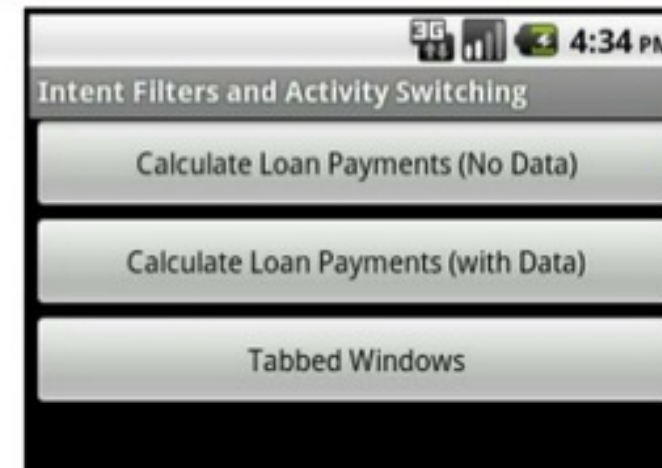 3G 4:34 PM
Intent Filters and Activity Switching
Calculate Loan Payments (No Data)
Calculate Loan Payments (with Data)
Tabbed Windows